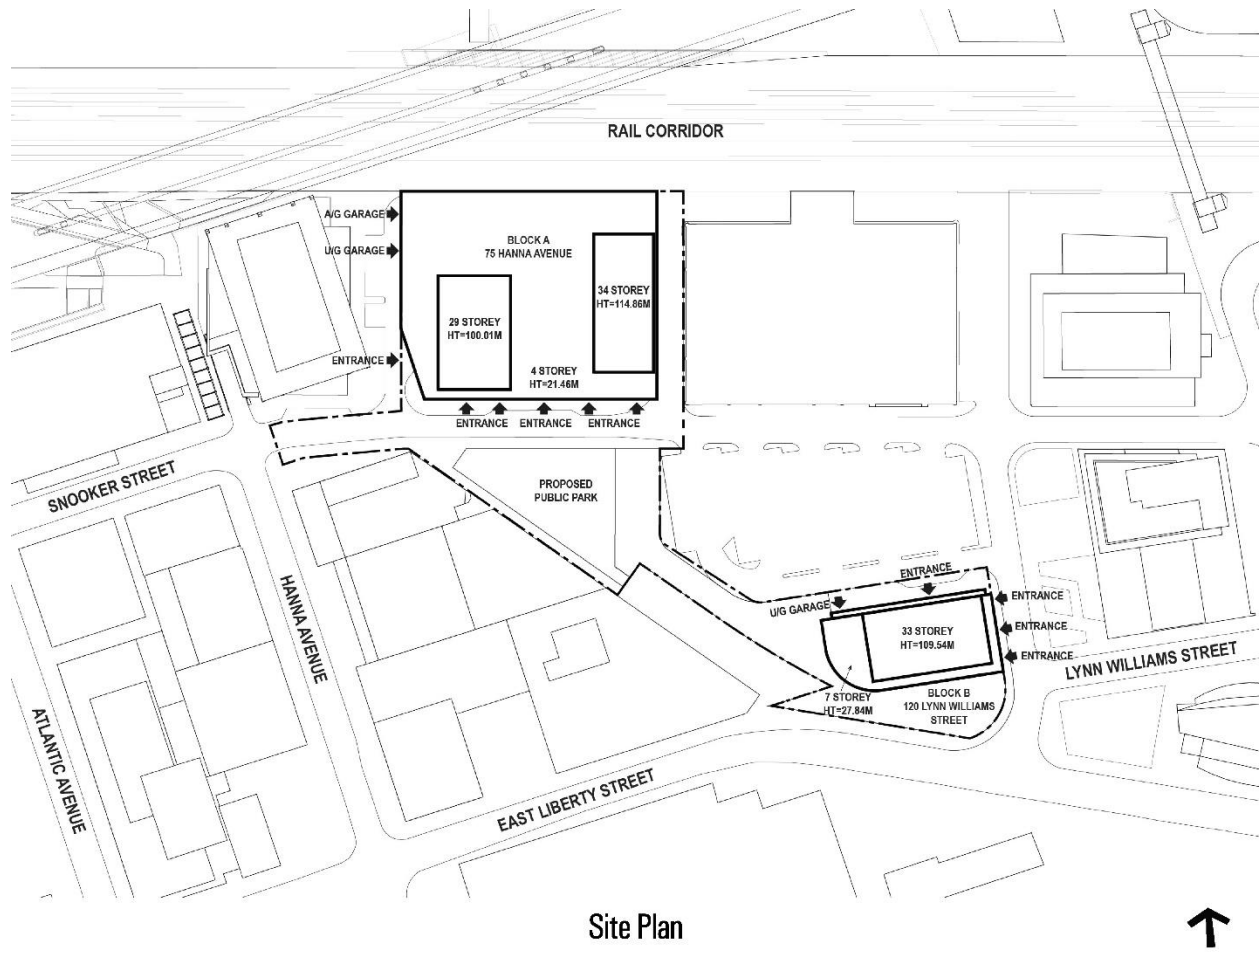 RAIL CORRIDOR
A/G GARAGE
U/G GARAGE
BLOCK A
75 HANNA AVENUE
34 STOREY
HT=114.86M
29 STOREY
HT=100.01M
ENTRANCE
4 STOREY
HT=21.46M
ENTRANCE
ENTRANCE
ENTRANCE
SNOOKER STREET
PROPOSED
PUBLIC PARK
HANNA AVENUE
ENTRANCE
U/G GARAGE
ENTRANCE
33 STOREY
HT=109.54M
ENTRANCE
ENTRANCE
LYNN WILLIAMS STREET
7 STOREY
HT=27.84M
BLOCK B
120 LYNN WILLIAMS
STREET
ATLANTIC AVENUE
EAST LIBERTY STREET
Site Plan